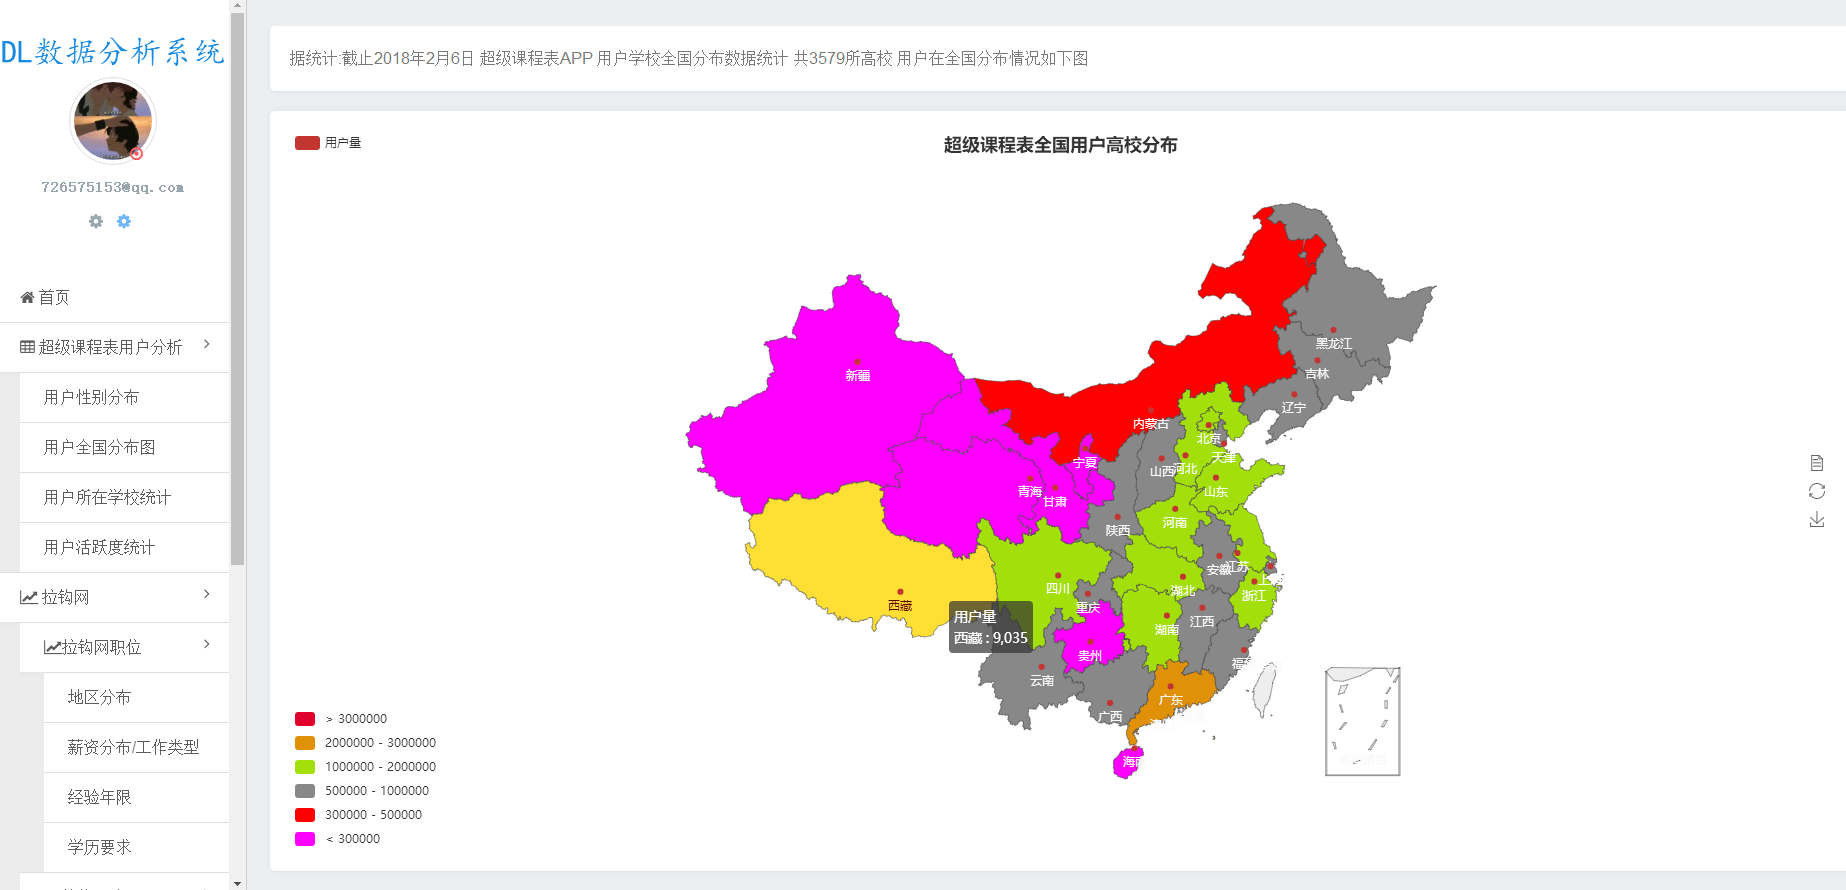 DL数据分析系统
726575153@qq.com
首页
超级课程表用户分析
用户性别分布
用户全国分布图
用户所在学校统计
用户活跃度统计
拉钩网
拉钩网职位
地区分布
薪资分布/工作类型
经验年限
学历要求
据统计:截止2018年2月6日 超级课程表APP 用户学校全国分布数据统计 共3579所高校 用户在全国分布情况如下图
用户量
超级课程表全国用户高校分布
黑龙江
吉林
辽宁
新疆
内蒙古
北京
天津
宁夏
山西
河北
青海
甘肃
山东
河南
陕西
安徽
江苏
四川
湖北
浙江
重庆
西藏
江西
湖南
用户量
西藏 : 9,035
贵州
云南
广东
广西
> 3000000
2000000 - 3000000
1000000 - 2000000
500000 - 1000000
300000 - 500000
< 300000